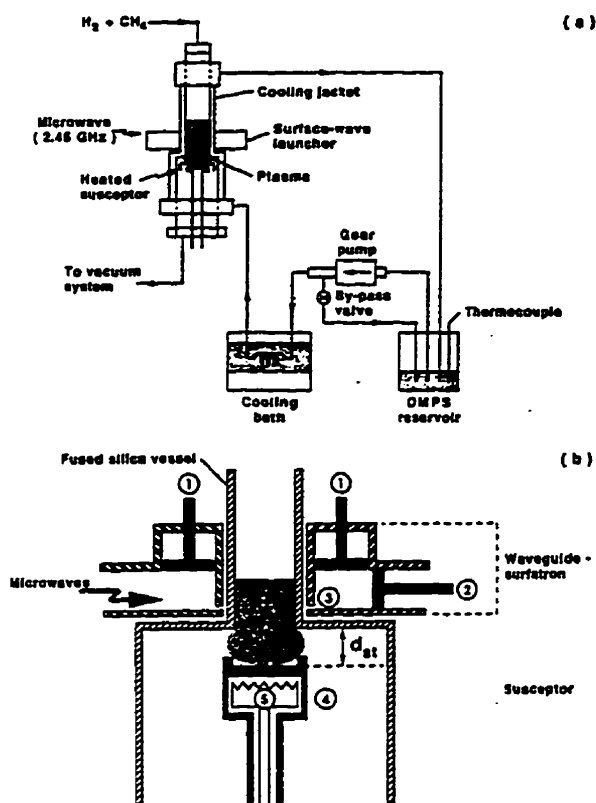 H₂ + CH₄
( a )
Cooling jacket
Microwave
( 2.45 GHz )
Surface-wave
launcher
Heated
susceptor
Plasma
To vacuum
system
Gear
pump
By-pass
valve
Thermocouple
Cooling
bath
DMPS
reservoir
Fused silica vessel
( b )
1
1
Microwaves
3
2
Waveguide -
surfatron
d_st
5
4
Susceptor